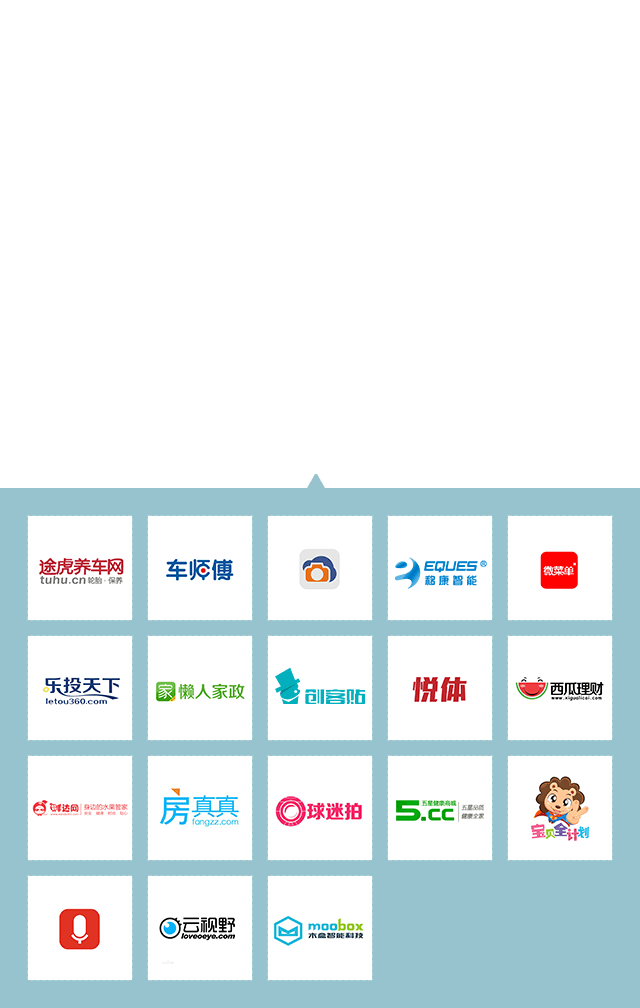 途虎养车网
tuhu.cn 轮胎·保养
车师傅
EQUES®
移康智能
微菜单
乐投天下
letou360.com
家 懒人家政
创客贴
悦体
西瓜理财
www.xigualicai.com
身边的水果管家
房真真
fangzz.com
球迷拍
5.cc
五星健康商城
五星品质
健康全家
宝贝全计划
云视野
loveoeye.com
moobox
木盒智能科技